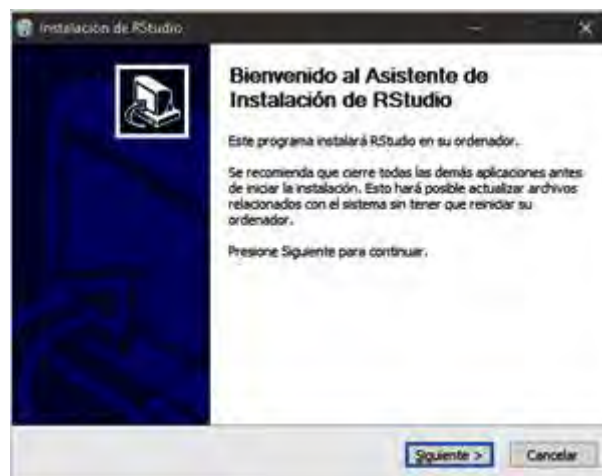 Instalación de RStudio
Bienvenido al Asistente de
Instalación de RStudio
Este programa instalará RStudio en su ordenador.
Se recomienda que cierre todas las demás aplicaciones antes
de iniciar la instalación. Esto hará posible actualizar archivos
relacionados con el sistema sin tener que reiniciar su
ordenador.
Presione Siguiente para continuar.
Siguiente > Cancelar